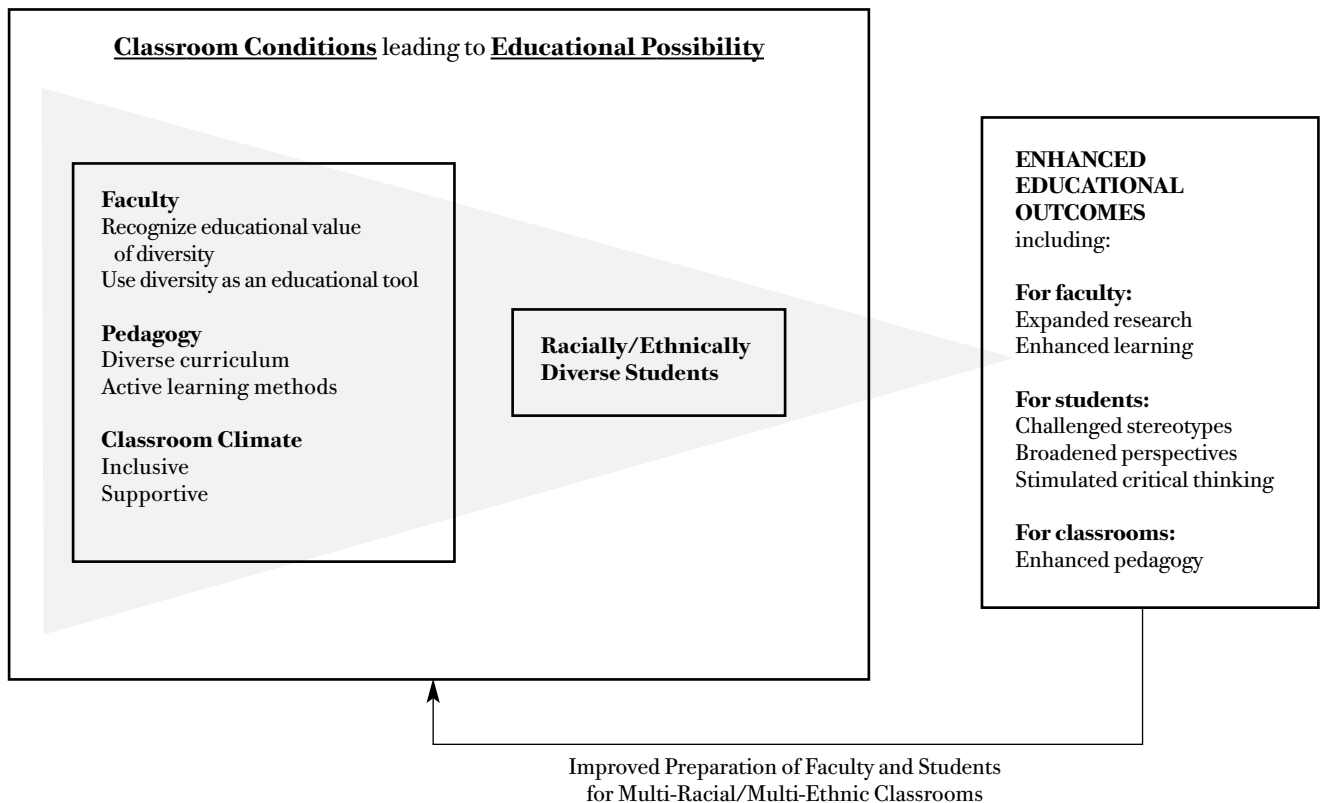 Classroom Conditions leading to Educational Possibility
Faculty
Recognize educational value
of diversity
Use diversity as an educational tool
Pedagogy
Diverse curriculum
Active learning methods
Classroom Climate
Inclusive
Supportive
Racially/Ethnically
Diverse Students
ENHANCED
EDUCATIONAL
OUTCOMES
including:
For faculty:
Expanded research
Enhanced learning
For students:
Challenged stereotypes
Broadened perspectives
Stimulated critical thinking
For classrooms:
Enhanced pedagogy
Improved Preparation of Faculty and Students
for Multi-Racial/Multi-Ethnic Classrooms